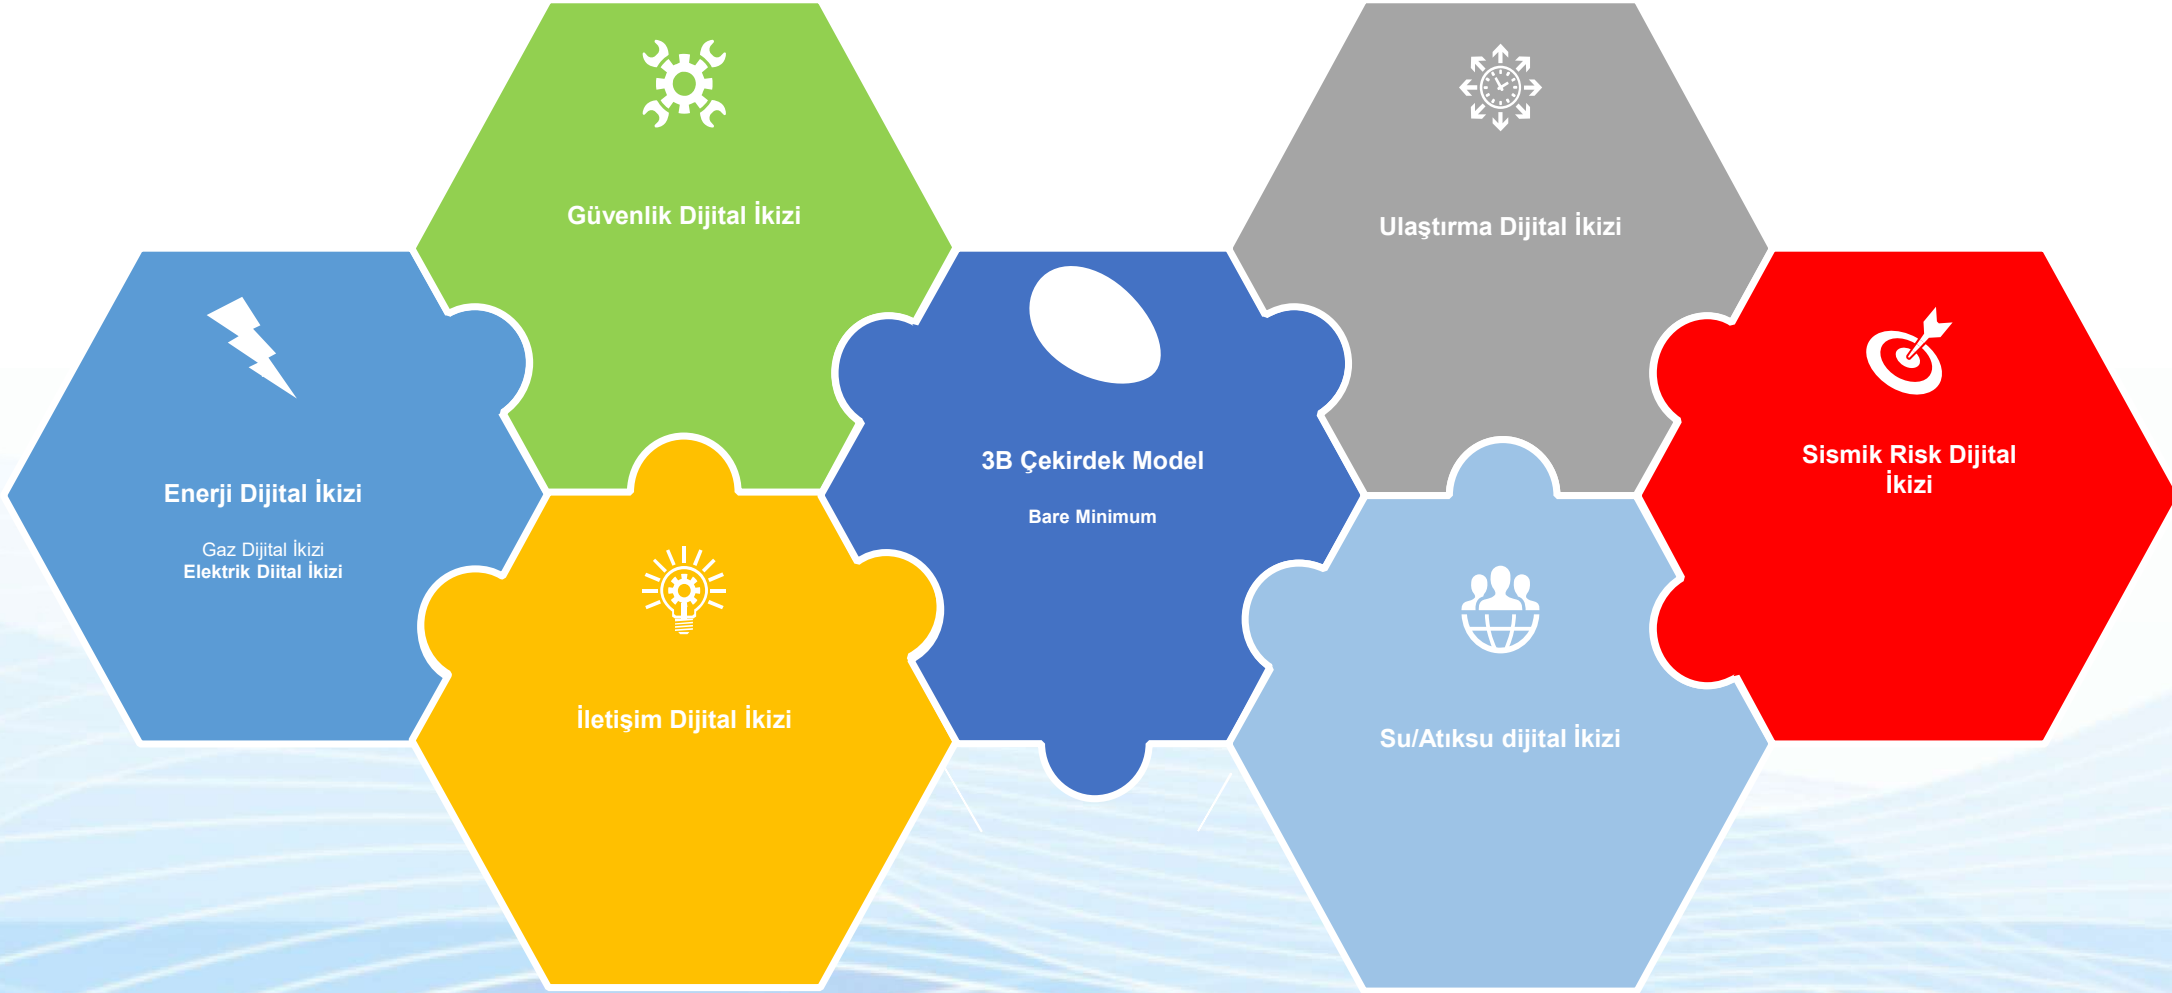 Güvenlik Dijital İkizi
Ulaştırma Dijital İkizi
Enerji Dijital İkizi
Gaz Dijital İkizi
Elektrik Diital İkizi
3B Çekirdek Model
Bare Minimum
Sismik Risk Dijital
İkizi
İletişim Dijital İkizi
Su/Atıksu dijital İkizi